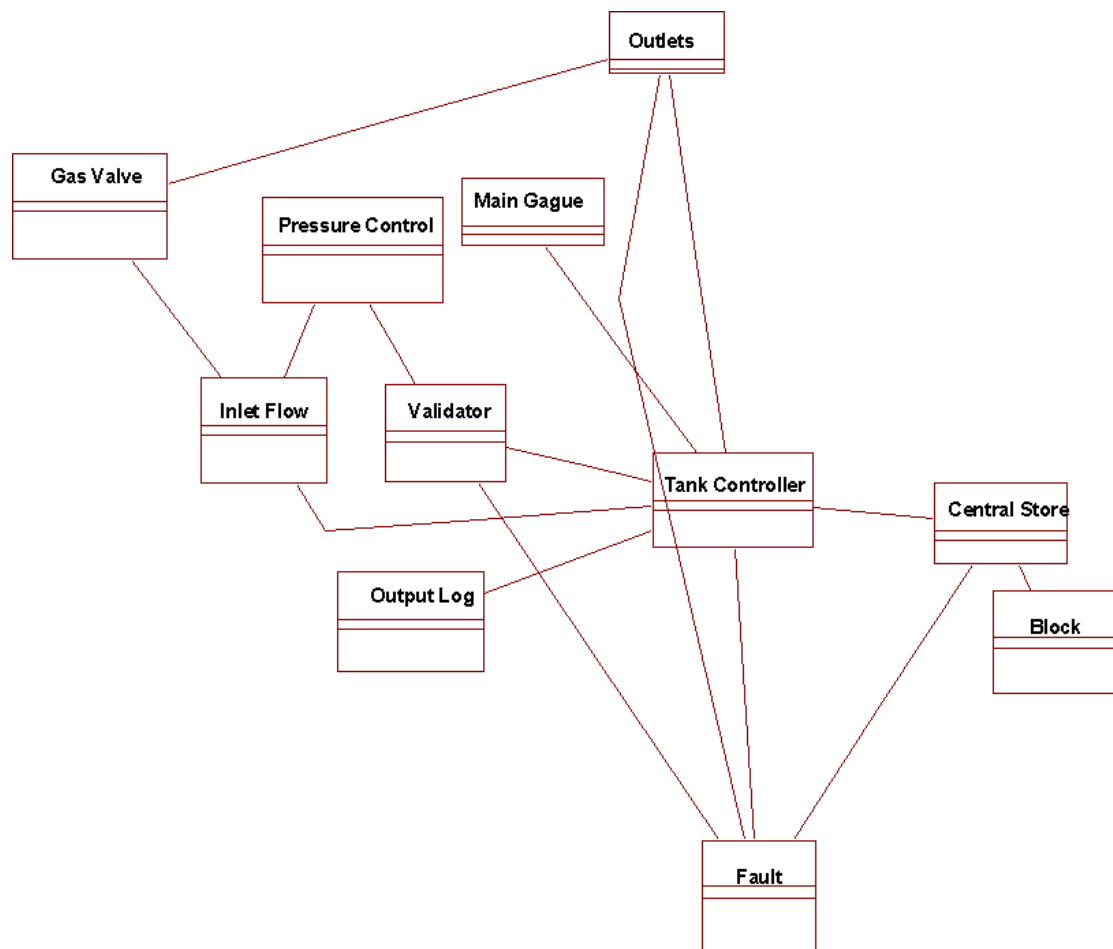 Outlets
Gas Valve
Main Gague
Pressure Control
Inlet Flow
Validator
Tank Controller
Central Store
Output Log
Block
Fault